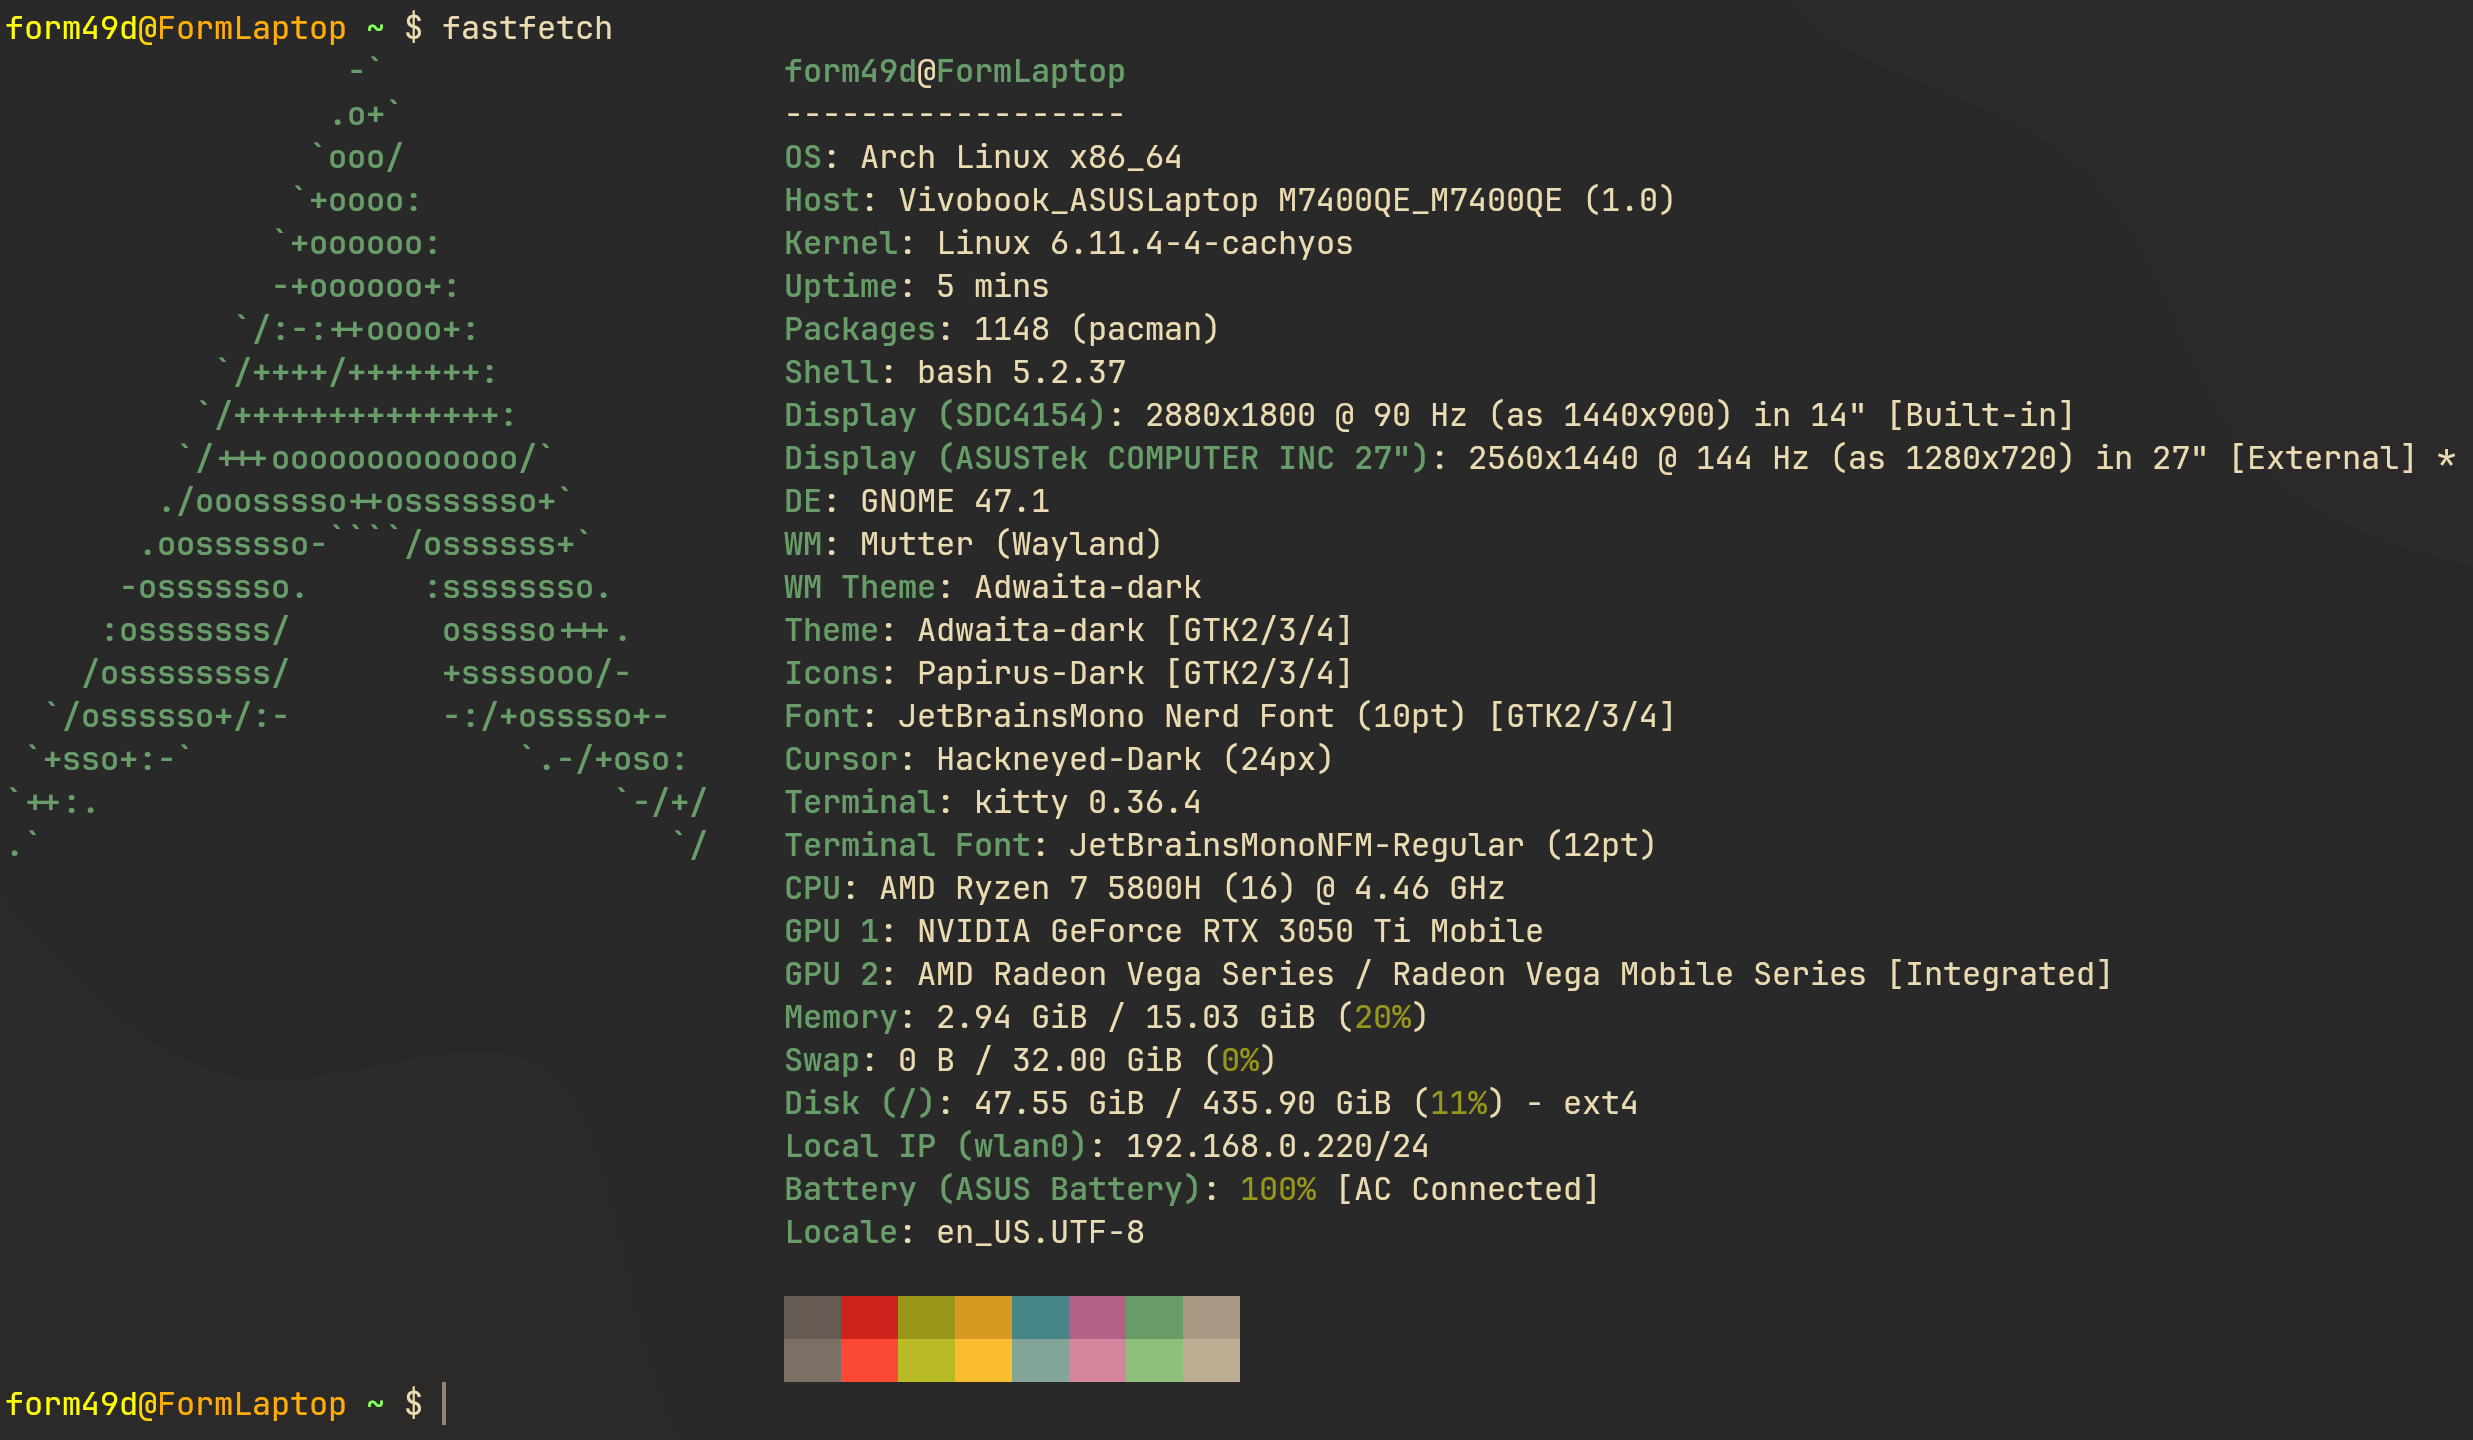 form49d@FormLaptop ~ $ fastfetch
                  -`                     form49d@FormLaptop
                 .o+`                    ------------------
                `ooo/                    OS: Arch Linux x86_64
               `+oooo:                   Host: Vivobook_ASUSLaptop M7400QE_M7400QE (1.0)
              `+oooooo:                  Kernel: Linux 6.11.4-4-cachyos
              -+oooooo+:                 Uptime: 5 mins
            `/:-:++oooo+:                Packages: 1148 (pacman)
           `/++++/+++++++:               Shell: bash 5.2.37
          `/++++++++++++++:              Display (SDC4154): 2880x1800 @ 90 Hz (as 1440x900) in 14" [Built-in]
         `/+++ooooooooooooo/`            Display (ASUSTek COMPUTER INC 27"): 2560x1440 @ 144 Hz (as 1280x720) in 27" [External] *
        ./ooosssso++osssssso+`           DE: GNOME 47.1
       .oossssso-````/ossssss+`          WM: Mutter (Wayland)
      -osssssso.      :ssssssso.         WM Theme: Adwaita-dark
     :osssssss/        osssso+++.        Theme: Adwaita-dark [GTK2/3/4]
    /ossssssss/        +ssssooo/-        Icons: Papirus-Dark [GTK2/3/4]
  `/ossssso+/:-        -:/+osssso+-      Font: JetBrainsMono Nerd Font (10pt) [GTK2/3/4]
 `+sso+:-`                 `.-/+oso:     Cursor: Hackneyed-Dark (24px)
`++:.                           `-/+/    Terminal: kitty 0.36.4
.`                                 `/    Terminal Font: JetBrainsMonoNFM-Regular (12pt)
                                         CPU: AMD Ryzen 7 5800H (16) @ 4.46 GHz
                                         GPU 1: NVIDIA GeForce RTX 3050 Ti Mobile
                                         GPU 2: AMD Radeon Vega Series / Radeon Vega Mobile Series [Integrated]
                                         Memory: 2.94 GiB / 15.03 GiB (20%)
                                         Swap: 0 B / 32.00 GiB (0%)
                                         Disk (/): 47.55 GiB / 435.90 GiB (11%) - ext4
                                         Local IP (wlan0): 192.168.0.220/24
                                         Battery (ASUS Battery): 100% [AC Connected]
                                         Locale: en_US.UTF-8
form49d@FormLaptop ~ $